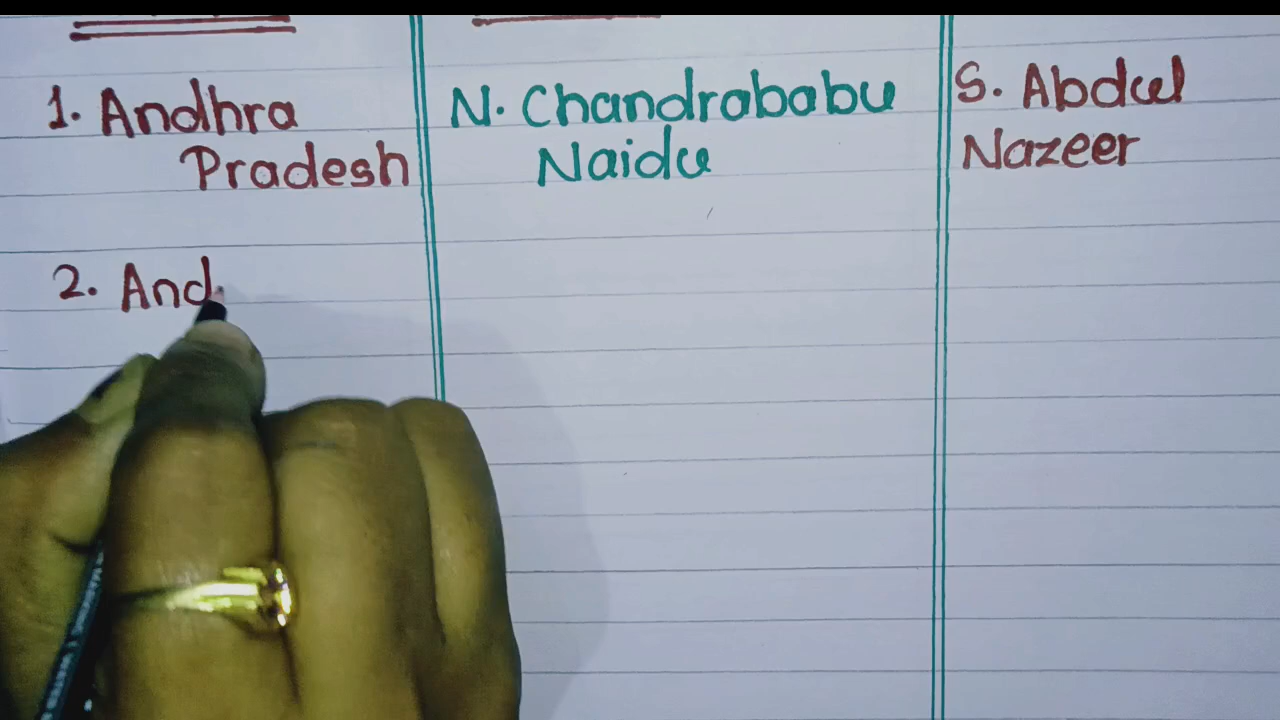 1. Andhra
Pradesh
N. Chandrababu
Naidu
S. Abdul
Nazeer
2. And